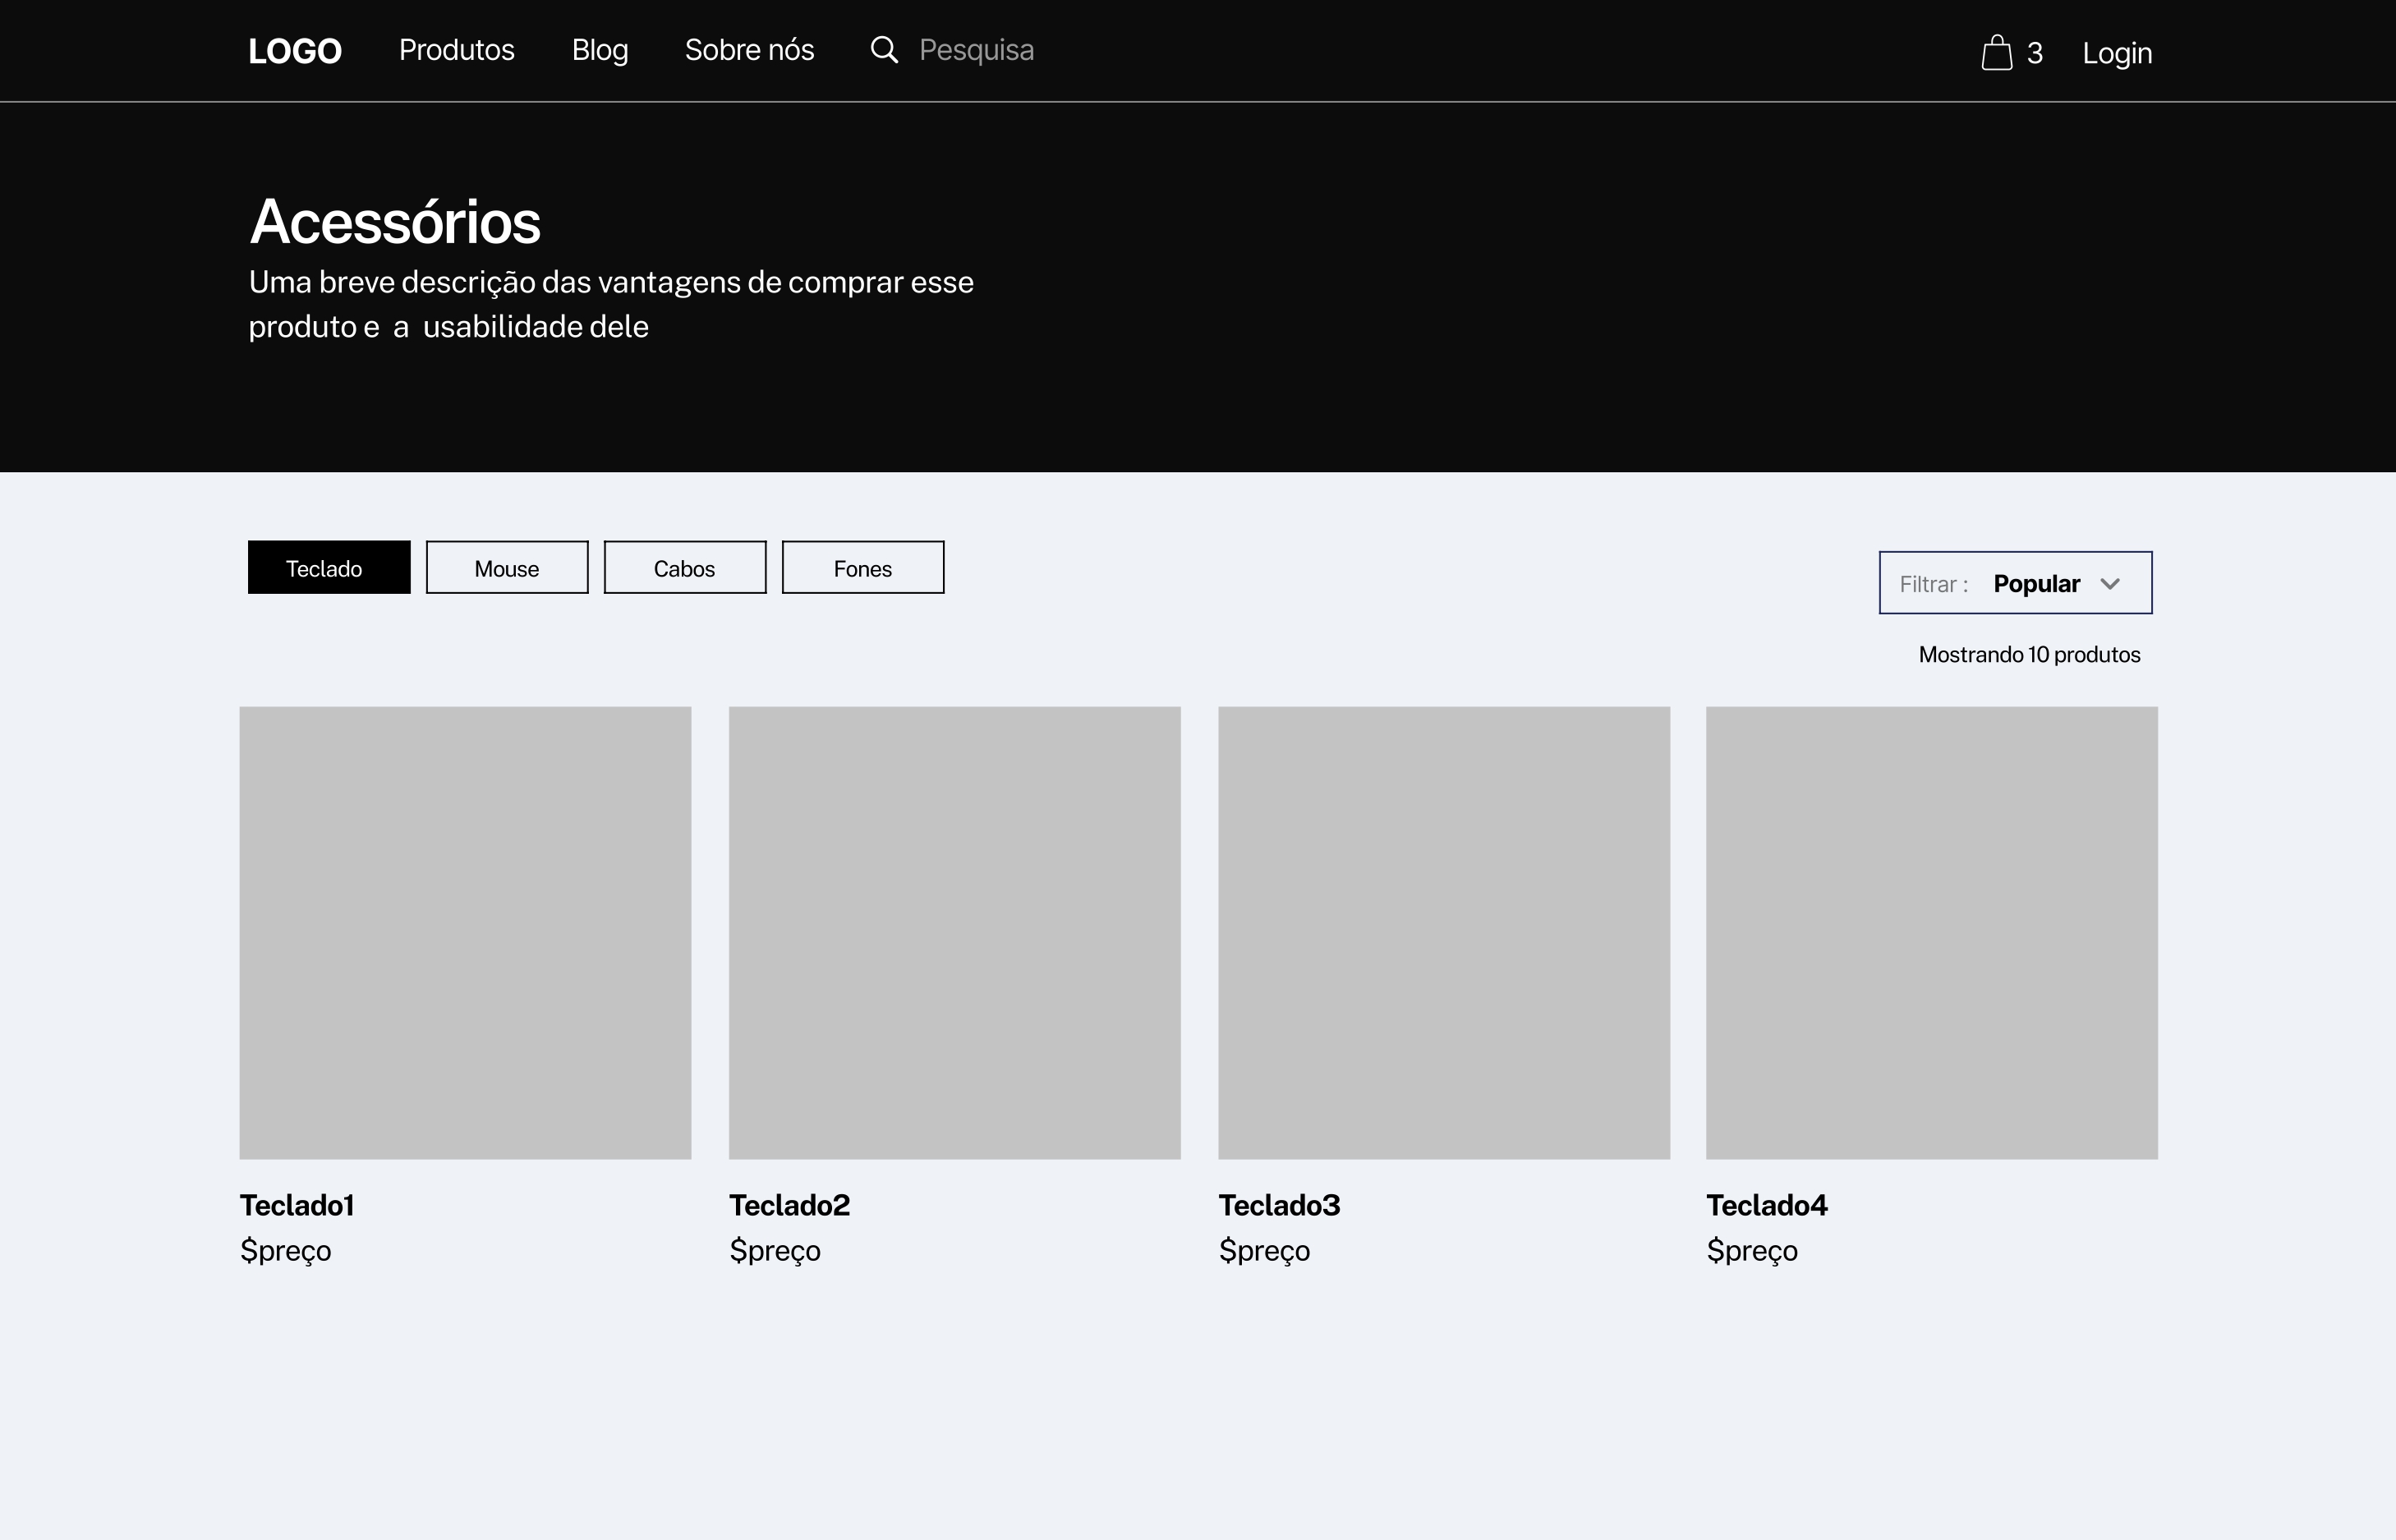 LOGO Produtos Blog Sobre nós Pesquisa 3 Login
Acessórios
Uma breve descrição das vantagens de comprar esse
produto e a usabilidade dele
Teclado Mouse Cabos Fones
Filtrar : Popular
Mostrando 10 produtos
Teclado1 Teclado2 Teclado3 Teclado4
$preço $preço $preço $preço